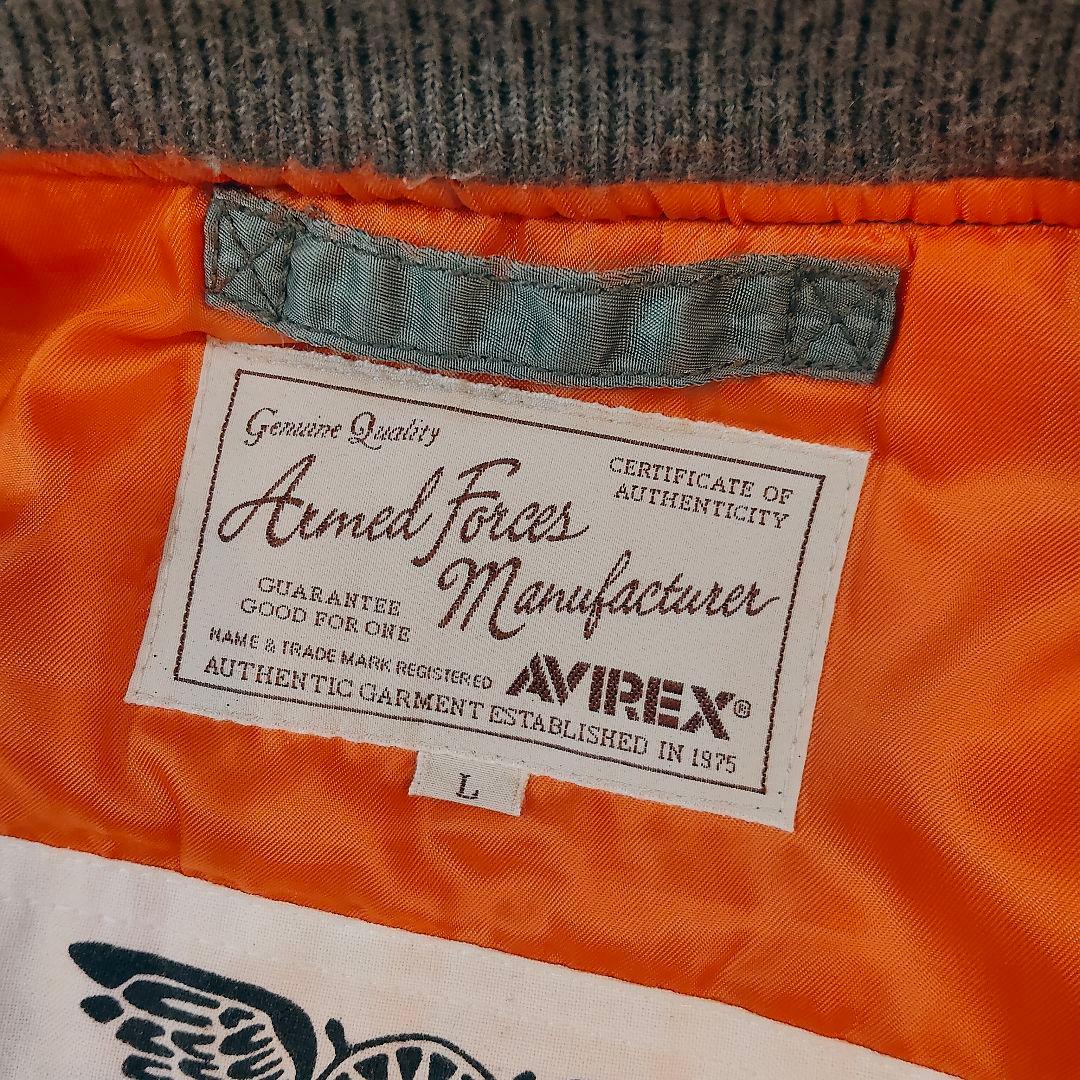 Genuine Quality
CERTIFICATE OF
AUTHENTICITY
Armed Forces
Manufacturer
GUARANTEE
GOOD FOR ONE
NAME & TRADE MARK REGISTERED
AVIREX®
AUTHENTIC GARMENT ESTABLISHED IN 1975
L